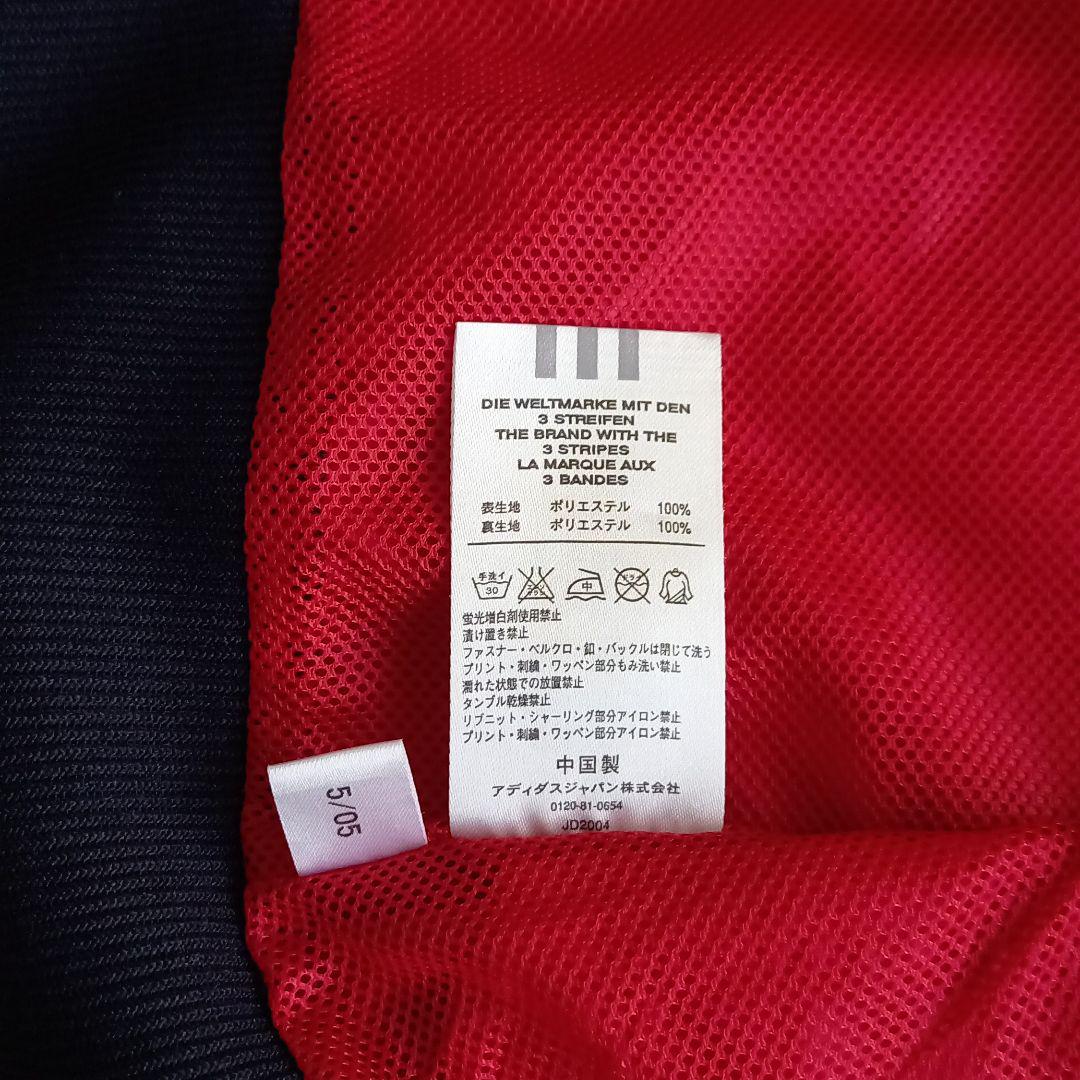 DIE WELTMARKE MIT DEN
3 STREIFEN
THE BRAND WITH THE
3 STRIPES
LA MARQUE AUX
3 BANDES
表生地 ポリエステル 100%
裏生地 ポリエステル 100%
手洗イ
30
中
ドライ
蛍光増白剤使用禁止
漬け置き禁止
ファスナー・ベルクロ・釦・バックルは閉じて洗う
プリント・刺繍・ワッペン部分もみ洗い禁止
濡れた状態での放置禁止
タンブル乾燥禁止
リブニット・シャーリング部分アイロン禁止
プリント・刺繍・ワッペン部分アイロン禁止
中国製
アディダスジャパン株式会社
0120-81-0654
JD2004
5/05